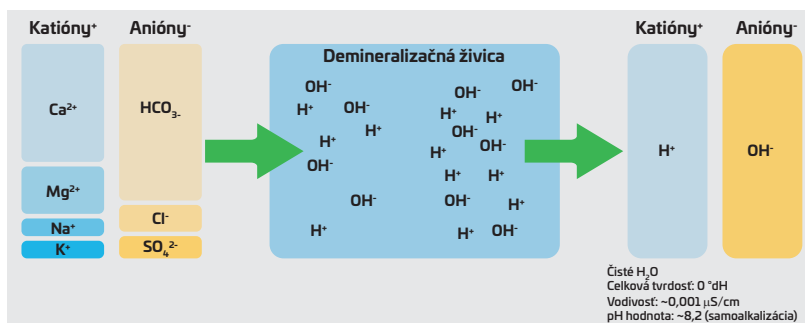 Katióny⁺
Anióny⁻
Ca²⁺
Mg²⁺
Na⁺
K⁺
HCO₃₋
Cl⁻
SO₄²⁻
Demineralizačná živica
OH⁻
OH⁻
OH⁻
H⁺
OH⁻
H⁺
H⁺
H⁺
OH⁻
H⁺
OH⁻
H⁺
OH⁻
H⁺
H⁺
OH⁻
OH⁻
H⁺
H⁺
H⁺
OH⁻
Katióny⁺
Anióny⁻
H⁺
OH⁻
Čisté H₂O
Celková tvrdosť: 0 °dH
Vodivosť: ~0,001 µS/cm
pH hodnota: ~8,2 (samoalkalizácia)